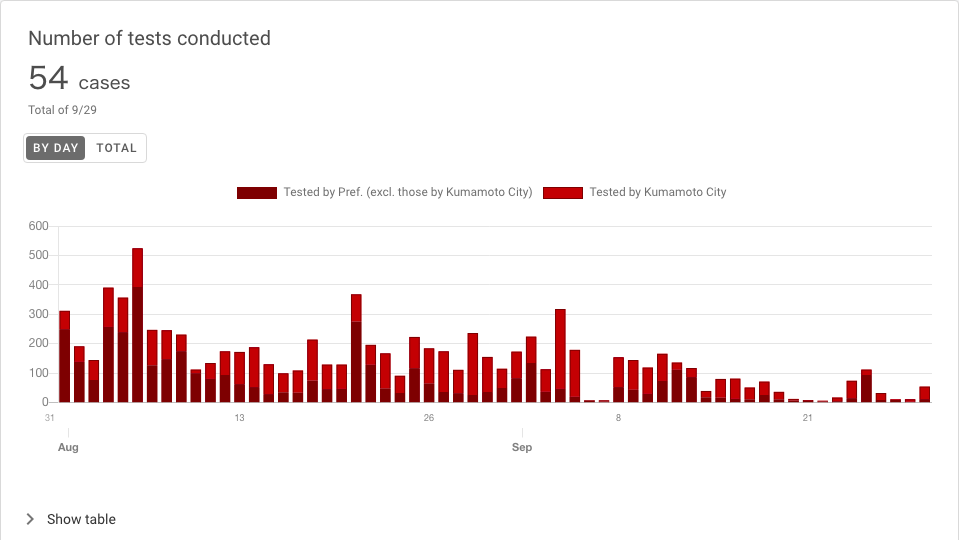 Number of tests conducted
54 cases
Total of 9/29
BY DAY TOTAL
Tested by Pref. (excl. those by Kumamoto City) Tested by Kumamoto City
600
500
400
300
200
100
0
31 13 26 8 21
Aug Sep
Show table